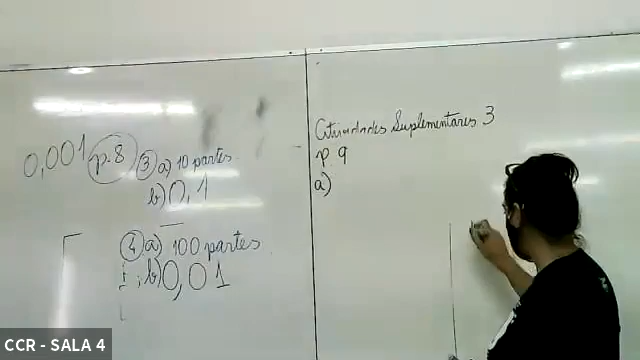 0,001 p.8 3 a) 10 partes
b) 0,1
4 a) 100 partes
b) 0,01
Atividades Suplementares 3
p. 9
a)
CCR - SALA 4